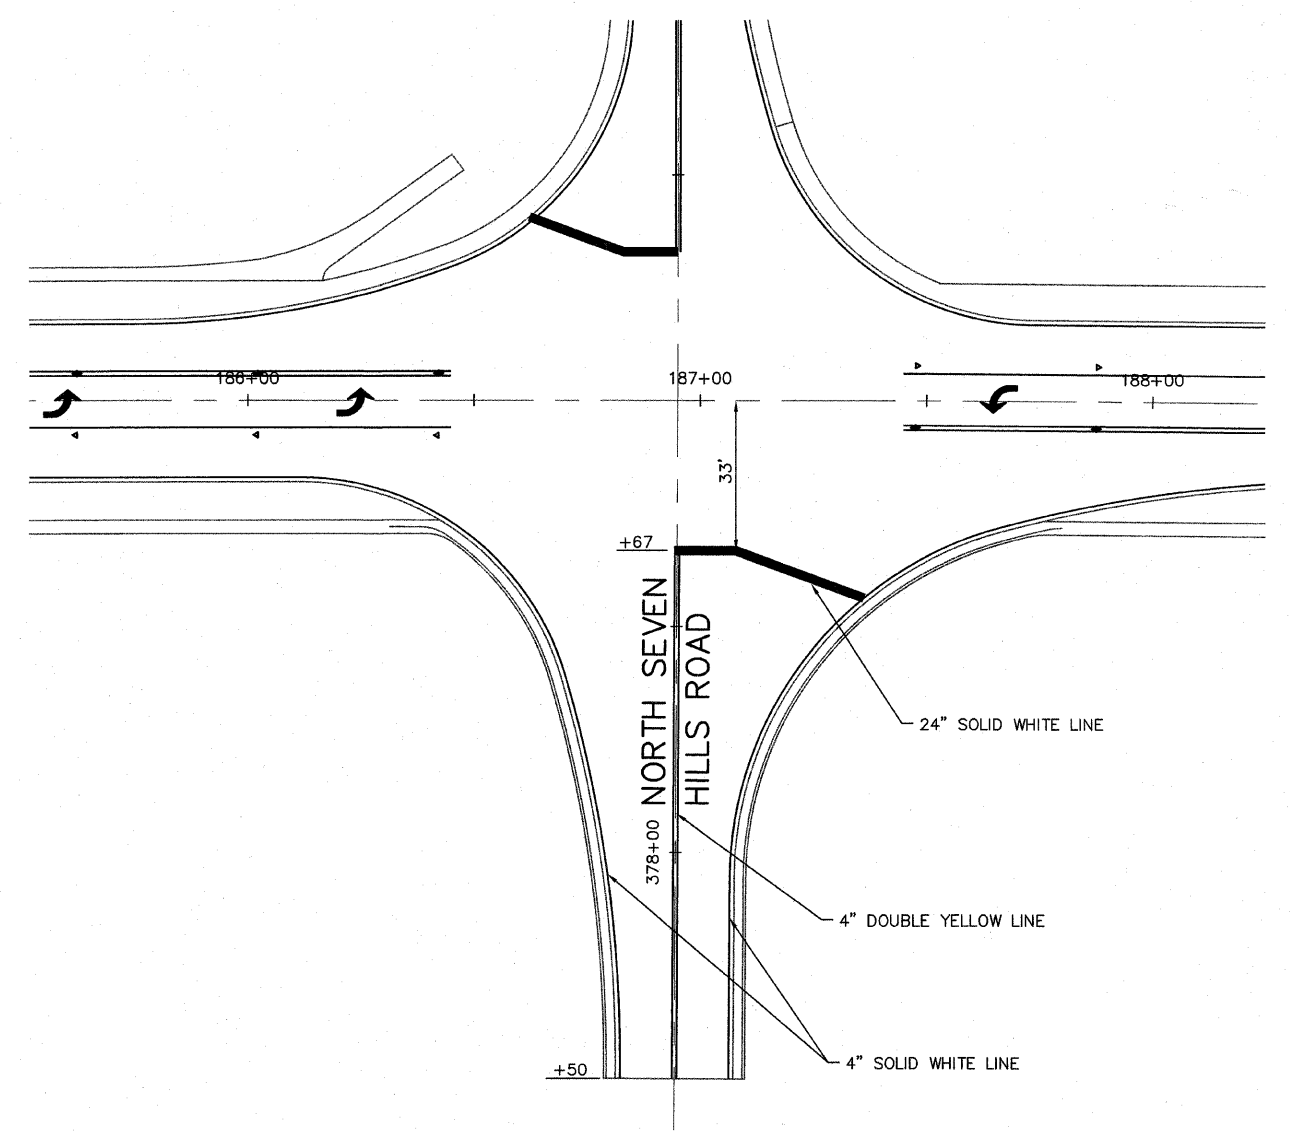 186+00
187+00
188+00
33'
+67
NORTH SEVEN
HILLS ROAD
24" SOLID WHITE LINE
378+00
4" DOUBLE YELLOW LINE
4" SOLID WHITE LINE
+50